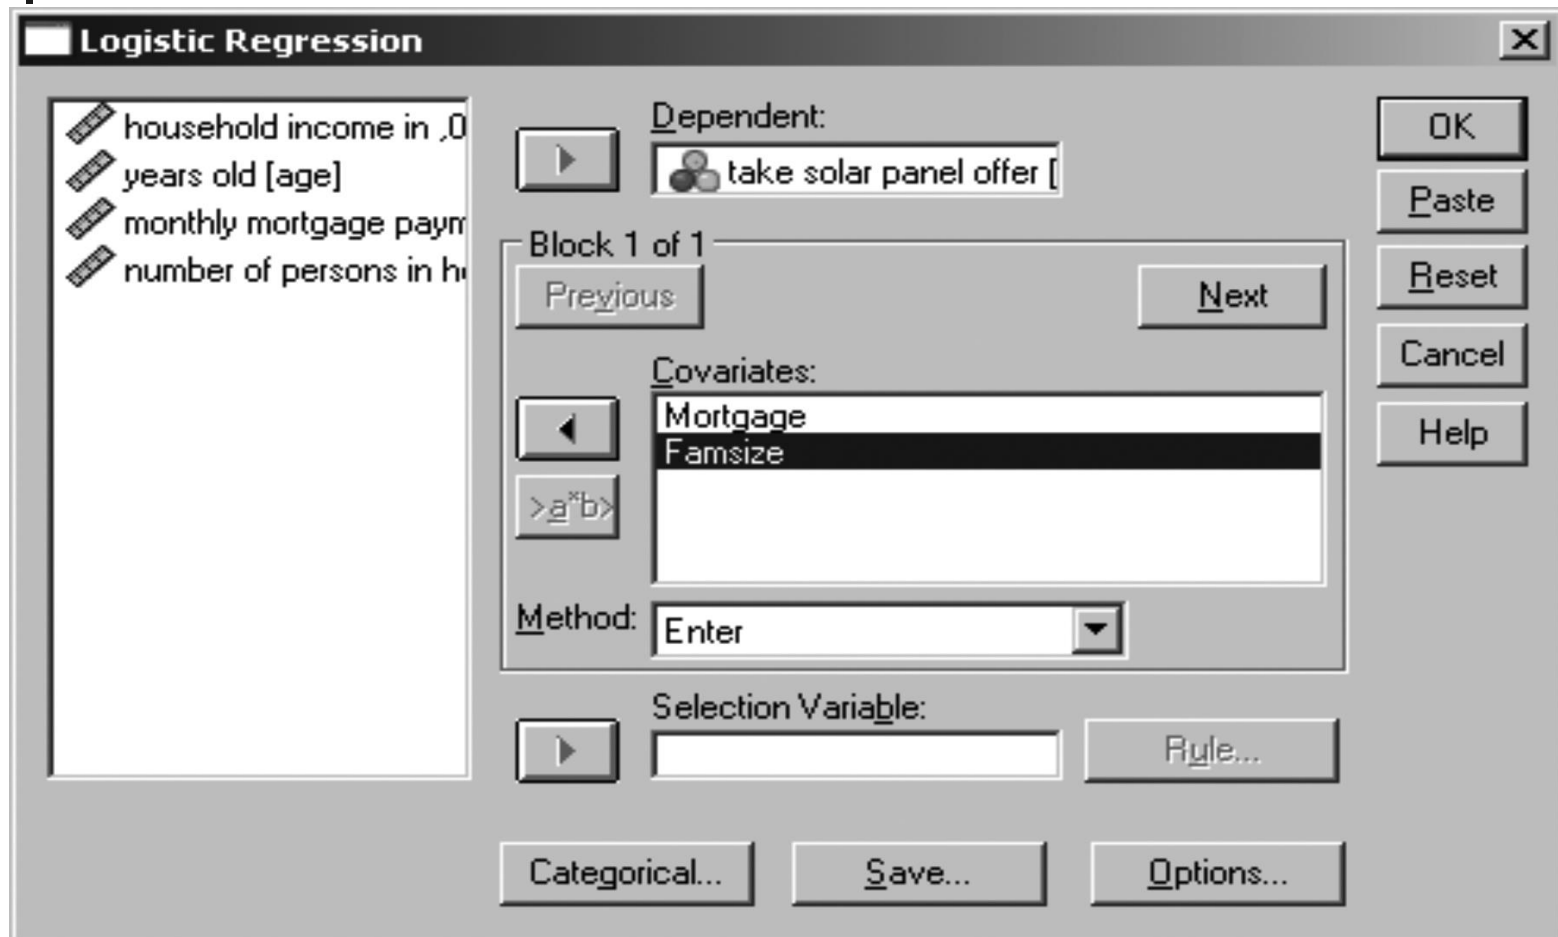 Logistic Regression
household income in ,0
years old [age]
monthly mortgage paym
number of persons in h
Dependent:
take solar panel offer [
Block 1 of 1
Previous
Next
Covariates:
Mortgage
Famsize
>a*b>
Method:
Enter
Selection Variable:
Rule...
Categorical...
Save...
Options...
OK
Paste
Reset
Cancel
Help